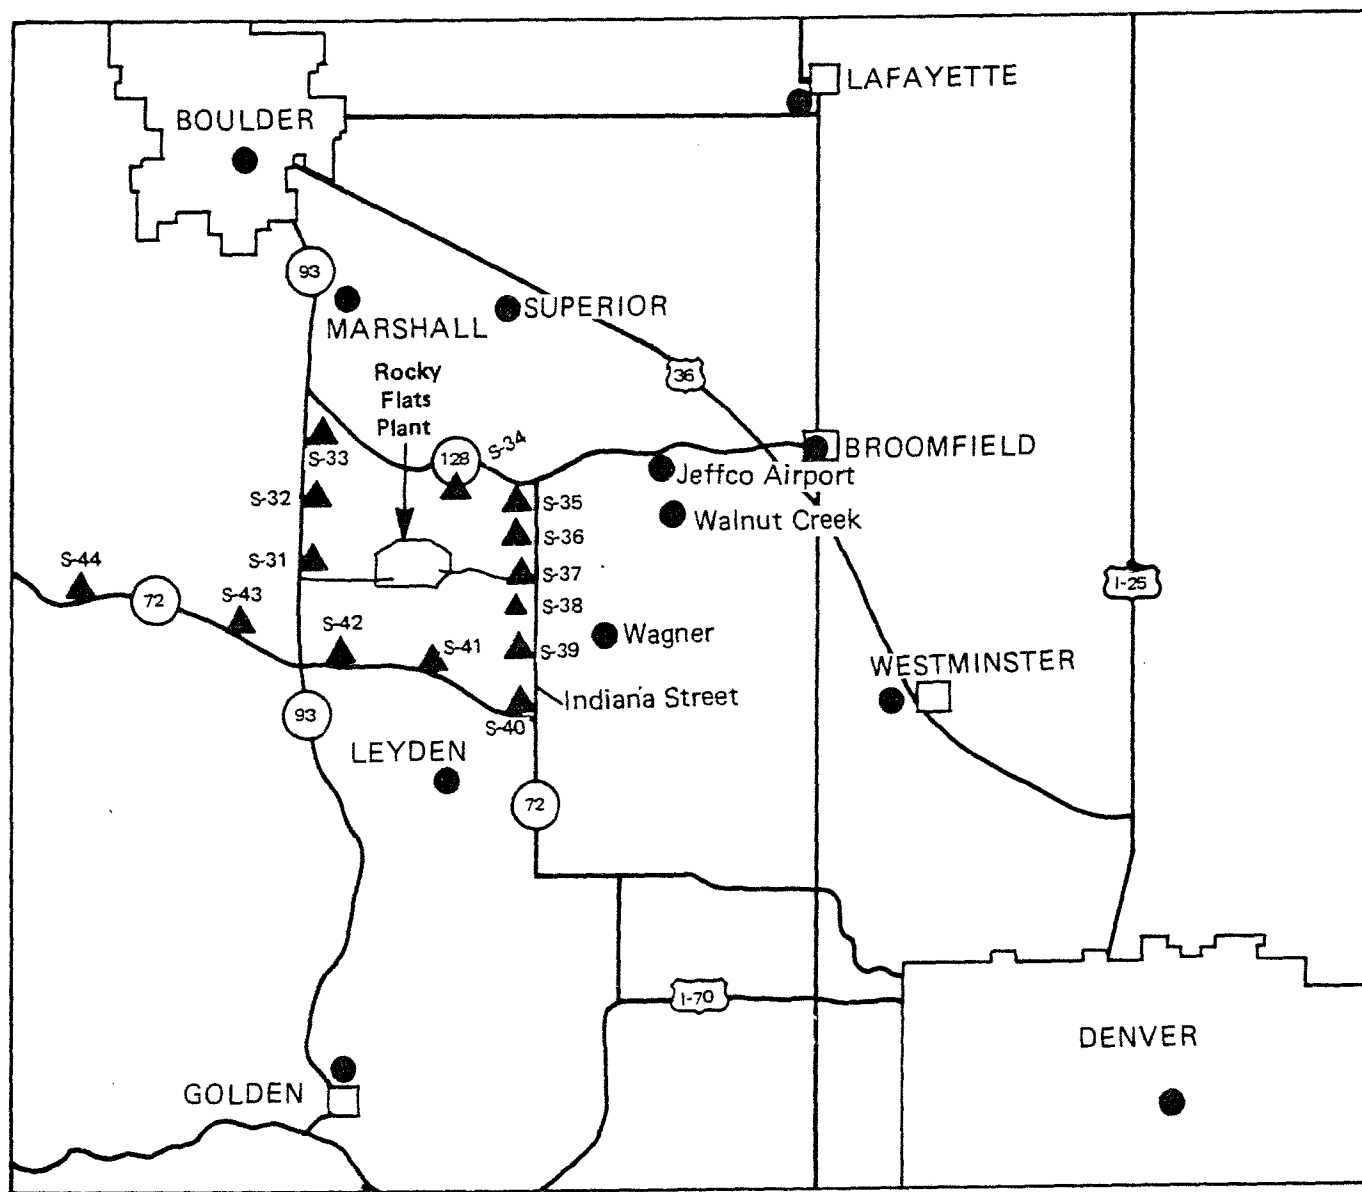 LAFAYETTE
BOULDER
93
MARSHALL
SUPERIOR
Rocky
Flats
Plant
36
S-33
128
S-34
BROOMFIELD
Jeffco Airport
S-32
S-35
Walnut Creek
S-36
S-31
S-37
S-44
72
S-43
S-38
I-25
S-42
S-41
S-39
Wagner
WESTMINSTER
93
S-40
Indiana Street
LEYDEN
72
I-70
DENVER
GOLDEN